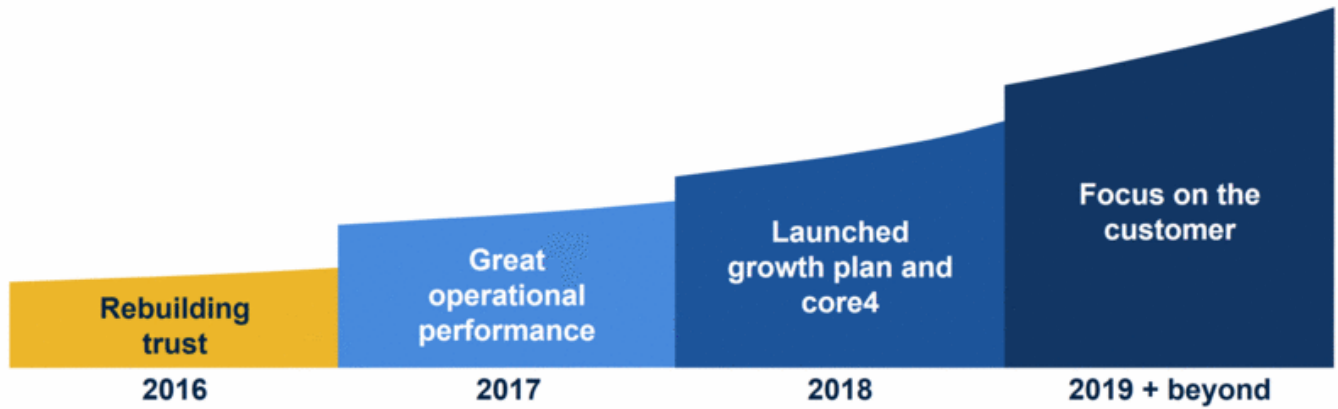 Rebuilding
trust
Great
operational
performance
Launched
growth plan and
core4
Focus on the
customer
2016
2017
2018
2019 + beyond